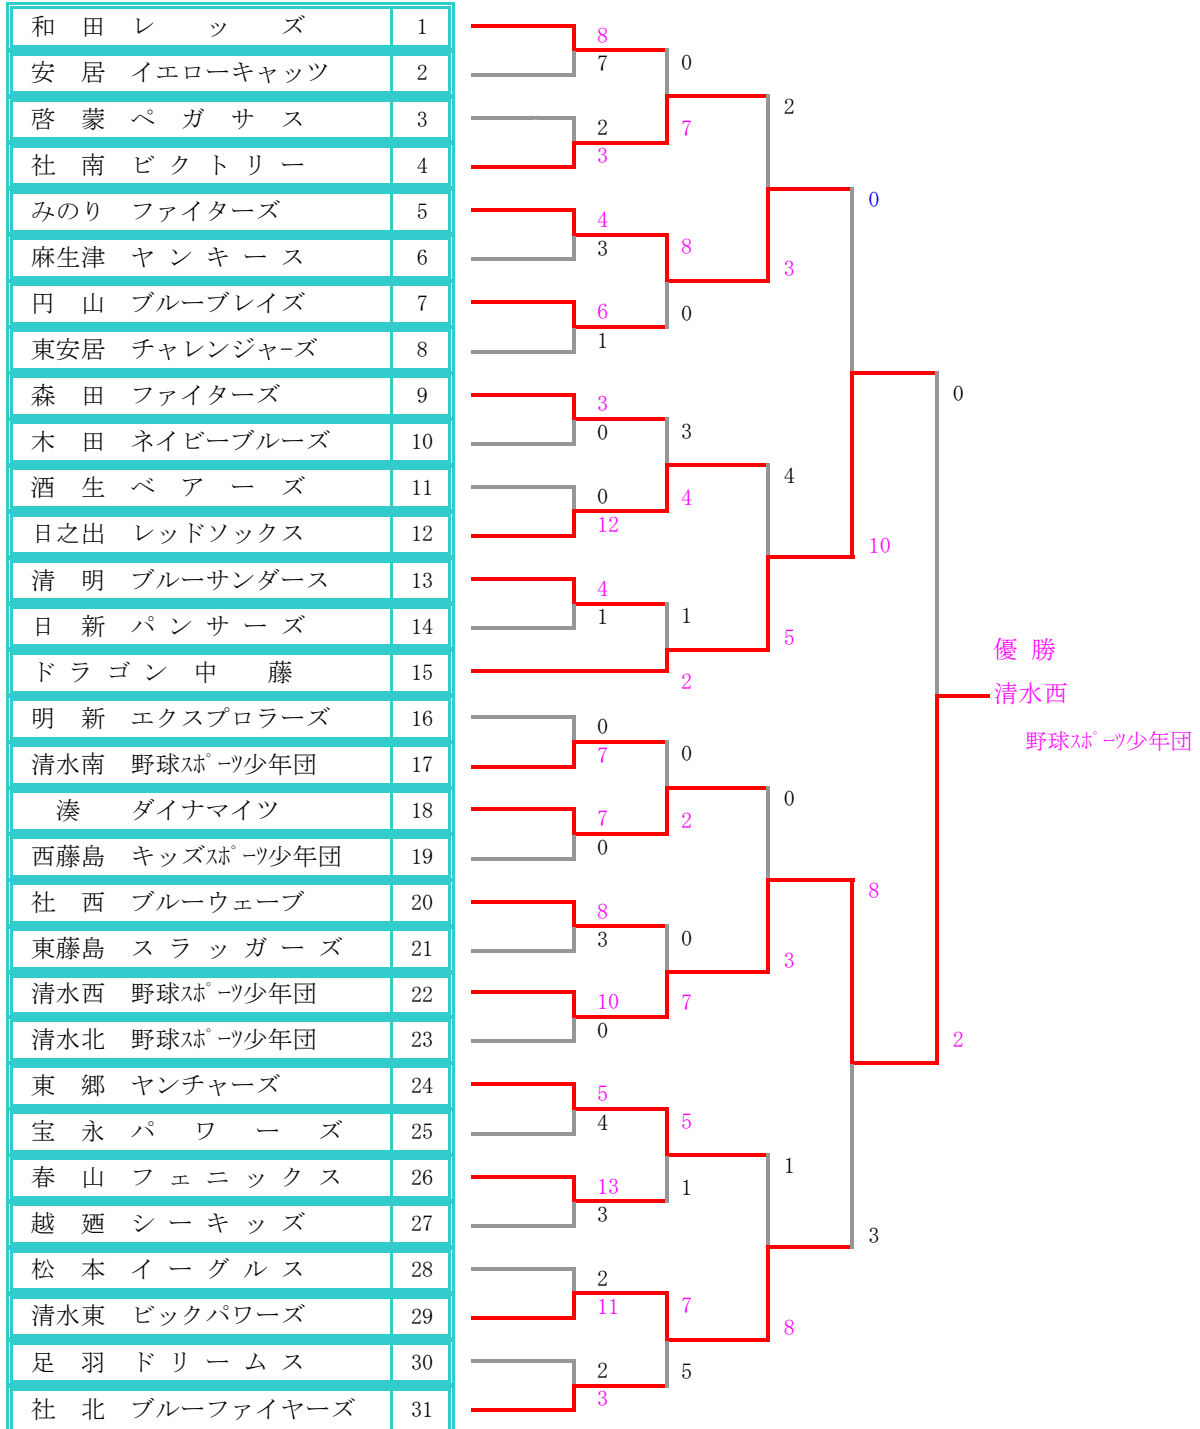 和 田 レ ッ ズ 1
安 居 イエローキャッツ 2
啓 蒙 ペ ガ サ ス 3
社 南 ビ ク ト リ ー 4
みのり ファイターズ 5
麻生津 ヤ ン キ ー ス 6
円 山 ブルーブレイズ 7
東安居 チャレンジャ-ズ 8
森 田 ファイターズ 9
木 田 ネイビーブルーズ 10
酒 生 ベ ア ー ズ 11
日之出 レッドソックス 12
清 明 ブルーサンダース 13
日 新 パ ン サ ー ズ 14
ド ラ ゴ ン 中 藤 15
明 新 エクスプロラーズ 16
清水南 野球ｽﾎﾟｰﾂ少年団 17
湊 ダイナマイツ 18
西藤島 キッズｽﾎﾟｰﾂ少年団 19
社 西 ブルーウェーブ 20
東藤島 ス ラ ッ ガ ー ズ 21
清水西 野球ｽﾎﾟｰﾂ少年団 22
清水北 野球ｽﾎﾟｰﾂ少年団 23
東 郷 ヤンチャーズ 24
宝 永 パ ワ ー ズ 25
春 山 フ ェ ニ ッ ク ス 26
越 廼 シ ー キ ッ ズ 27
松 本 イ ー グ ル ス 28
清水東 ビックパワーズ 29
足 羽 ド リ ー ム ス 30
社 北 ブルーファイヤーズ 31
8
7
2
3
4
3
6
1
3
0
0
12
4
1
0
7
7
0
8
3
10
0
5
4
13
3
2
11
2
3
0
7
8
0
3
4
1
2
0
2
0
7
5
1
7
5
2
3
4
5
0
3
1
8
0
10
8
3
0
2
優 勝
清水西
野球ｽﾎﾟｰﾂ少年団